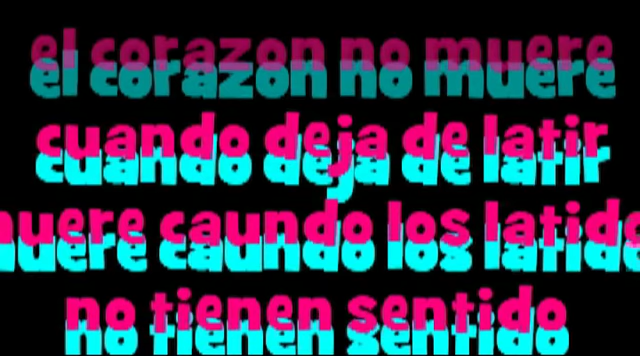 el corazon no muere
cuando deja de latir
muere caundo los latido
no tienen sentido